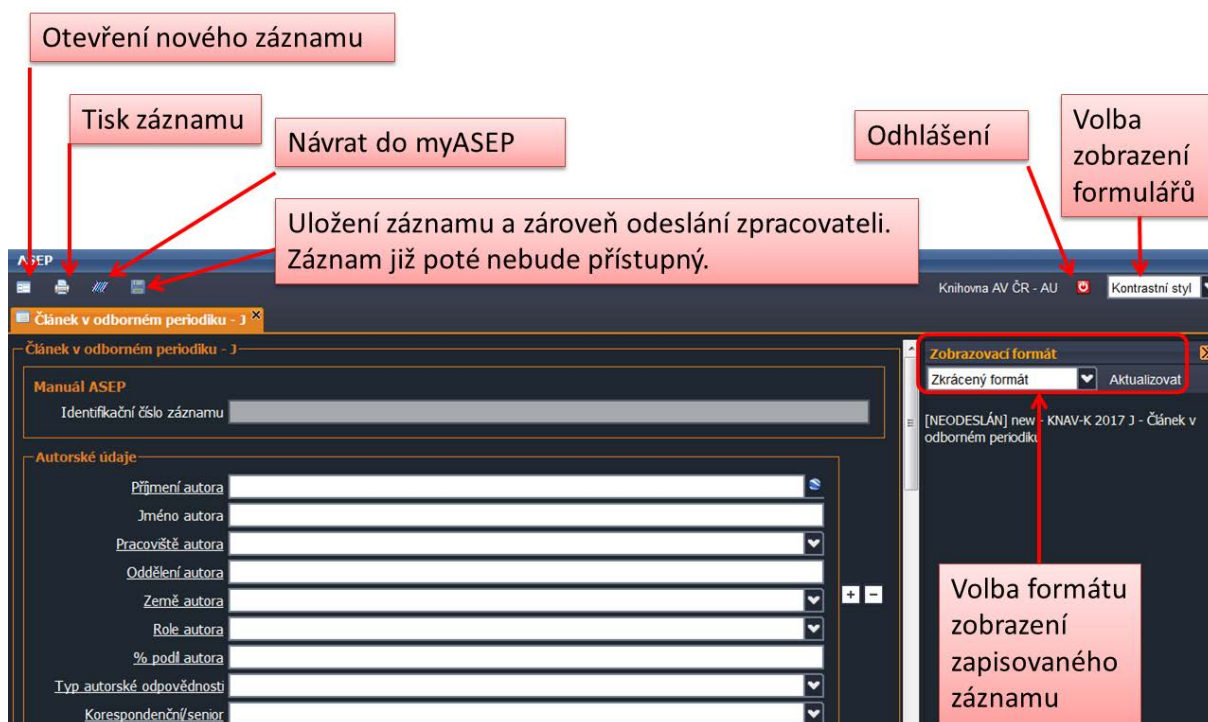 Otevření nového záznamu
Tisk záznamu
Návrat do myASEP
Odhlášení
Volba
zobrazení
formulářů
Uložení záznamu a zároveň odeslání zpracovateli.
Záznam již poté nebude přístupný.
ASEP
Knihovna AV ČR - AU
Kontrastní styl
Článek v odborném periodiku - J
Článek v odborném periodiku - J
Manuál ASEP
Identifikační číslo záznamu
Autorské údaje
Příjmení autora
Jméno autora
Pracoviště autora
Oddělení autora
Země autora
Role autora
% podíl autora
Typ autorské odpovědnosti
Korespondenční/senior
Zobrazovací formát
Zkrácený formát
Aktualizovat
[NEODESLÁN] new - KNAV-K 2017 J - Článek v
odborném periodiku
Volba formátu
zobrazení
zapisovaného
záznamu